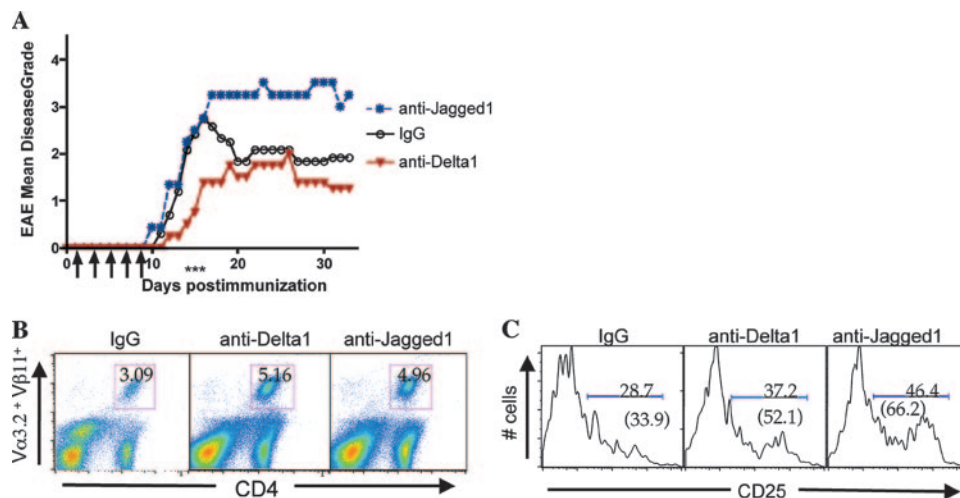 A
EAE Mean DiseaseGrade
4
3
2
1
0
0 10 20 30
***
Days postimmunization
anti-Jagged1
IgG
anti-Delta1
B
IgG anti-Delta1 anti-Jagged1
Vα3.2+ Vβ11+
3.09 5.16 4.96
CD4
C
IgG anti-Delta1 anti-Jagged1
# cells
28.7 37.2 46.4
(33.9) (52.1) (66.2)
CD25